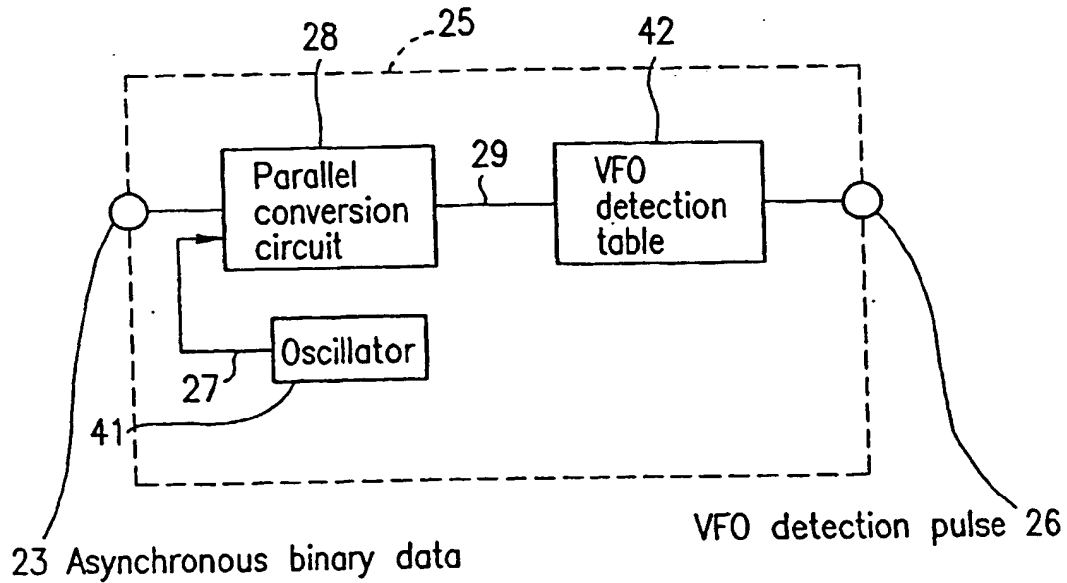 28
25
42
Parallel
conversion
circuit
29
VFO
detection
table
Oscillator
27
41
23 Asynchronous binary data
VFO detection pulse 26